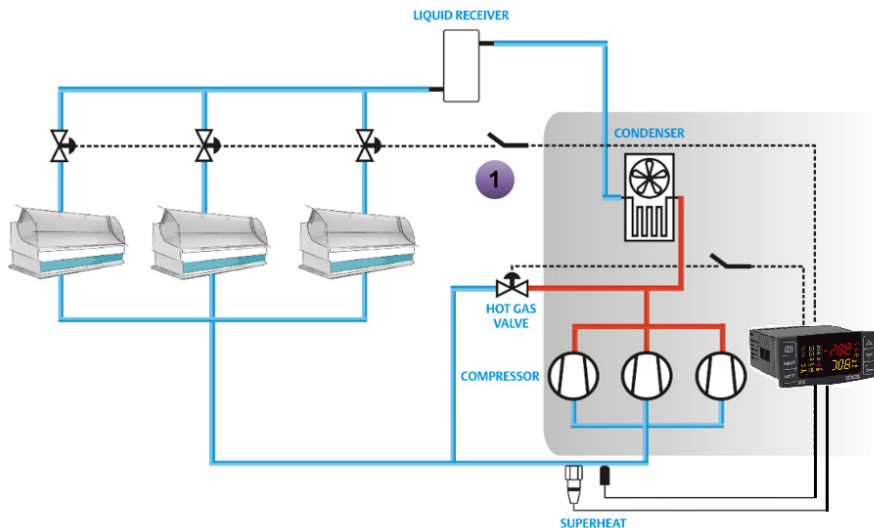 LIQUID RECEIVER
CONDENSER
1
HOT GAS
VALVE
COMPRESSOR
SUPERHEAT